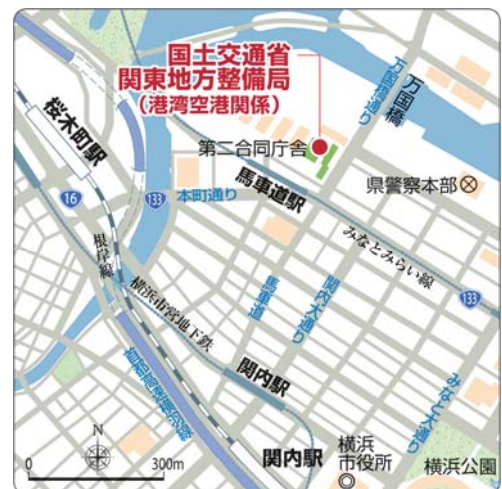 国土交通省
関東地方整備局
(港湾空港関係)
万国橋通り
万国橋
桜木町駅
第二合同庁舎
県警察本部
16
133
本町通り
馬車道駅
みなとみらい線
133
根岸線
横浜市営地下鉄
馬車道
関内大通り
関内駅
みなと大通り
関内駅
横浜
市役所
横浜公園
N
0
300m